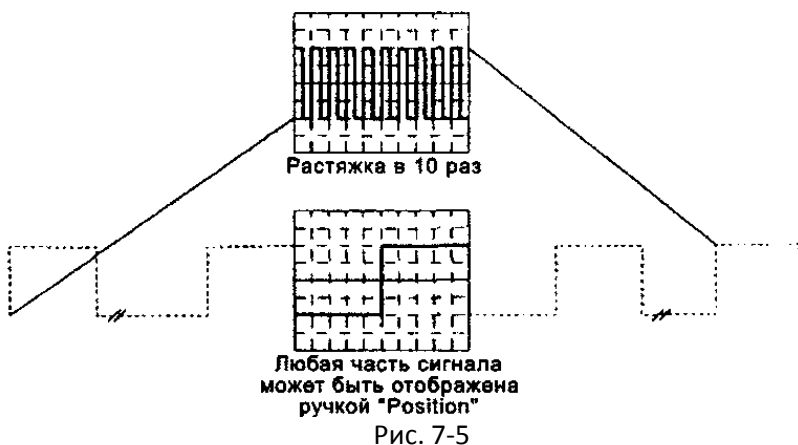 Растяжка в 10 раз
Любая часть сигнала
может быть отображена
ручкой "Position"
Рис. 7-5